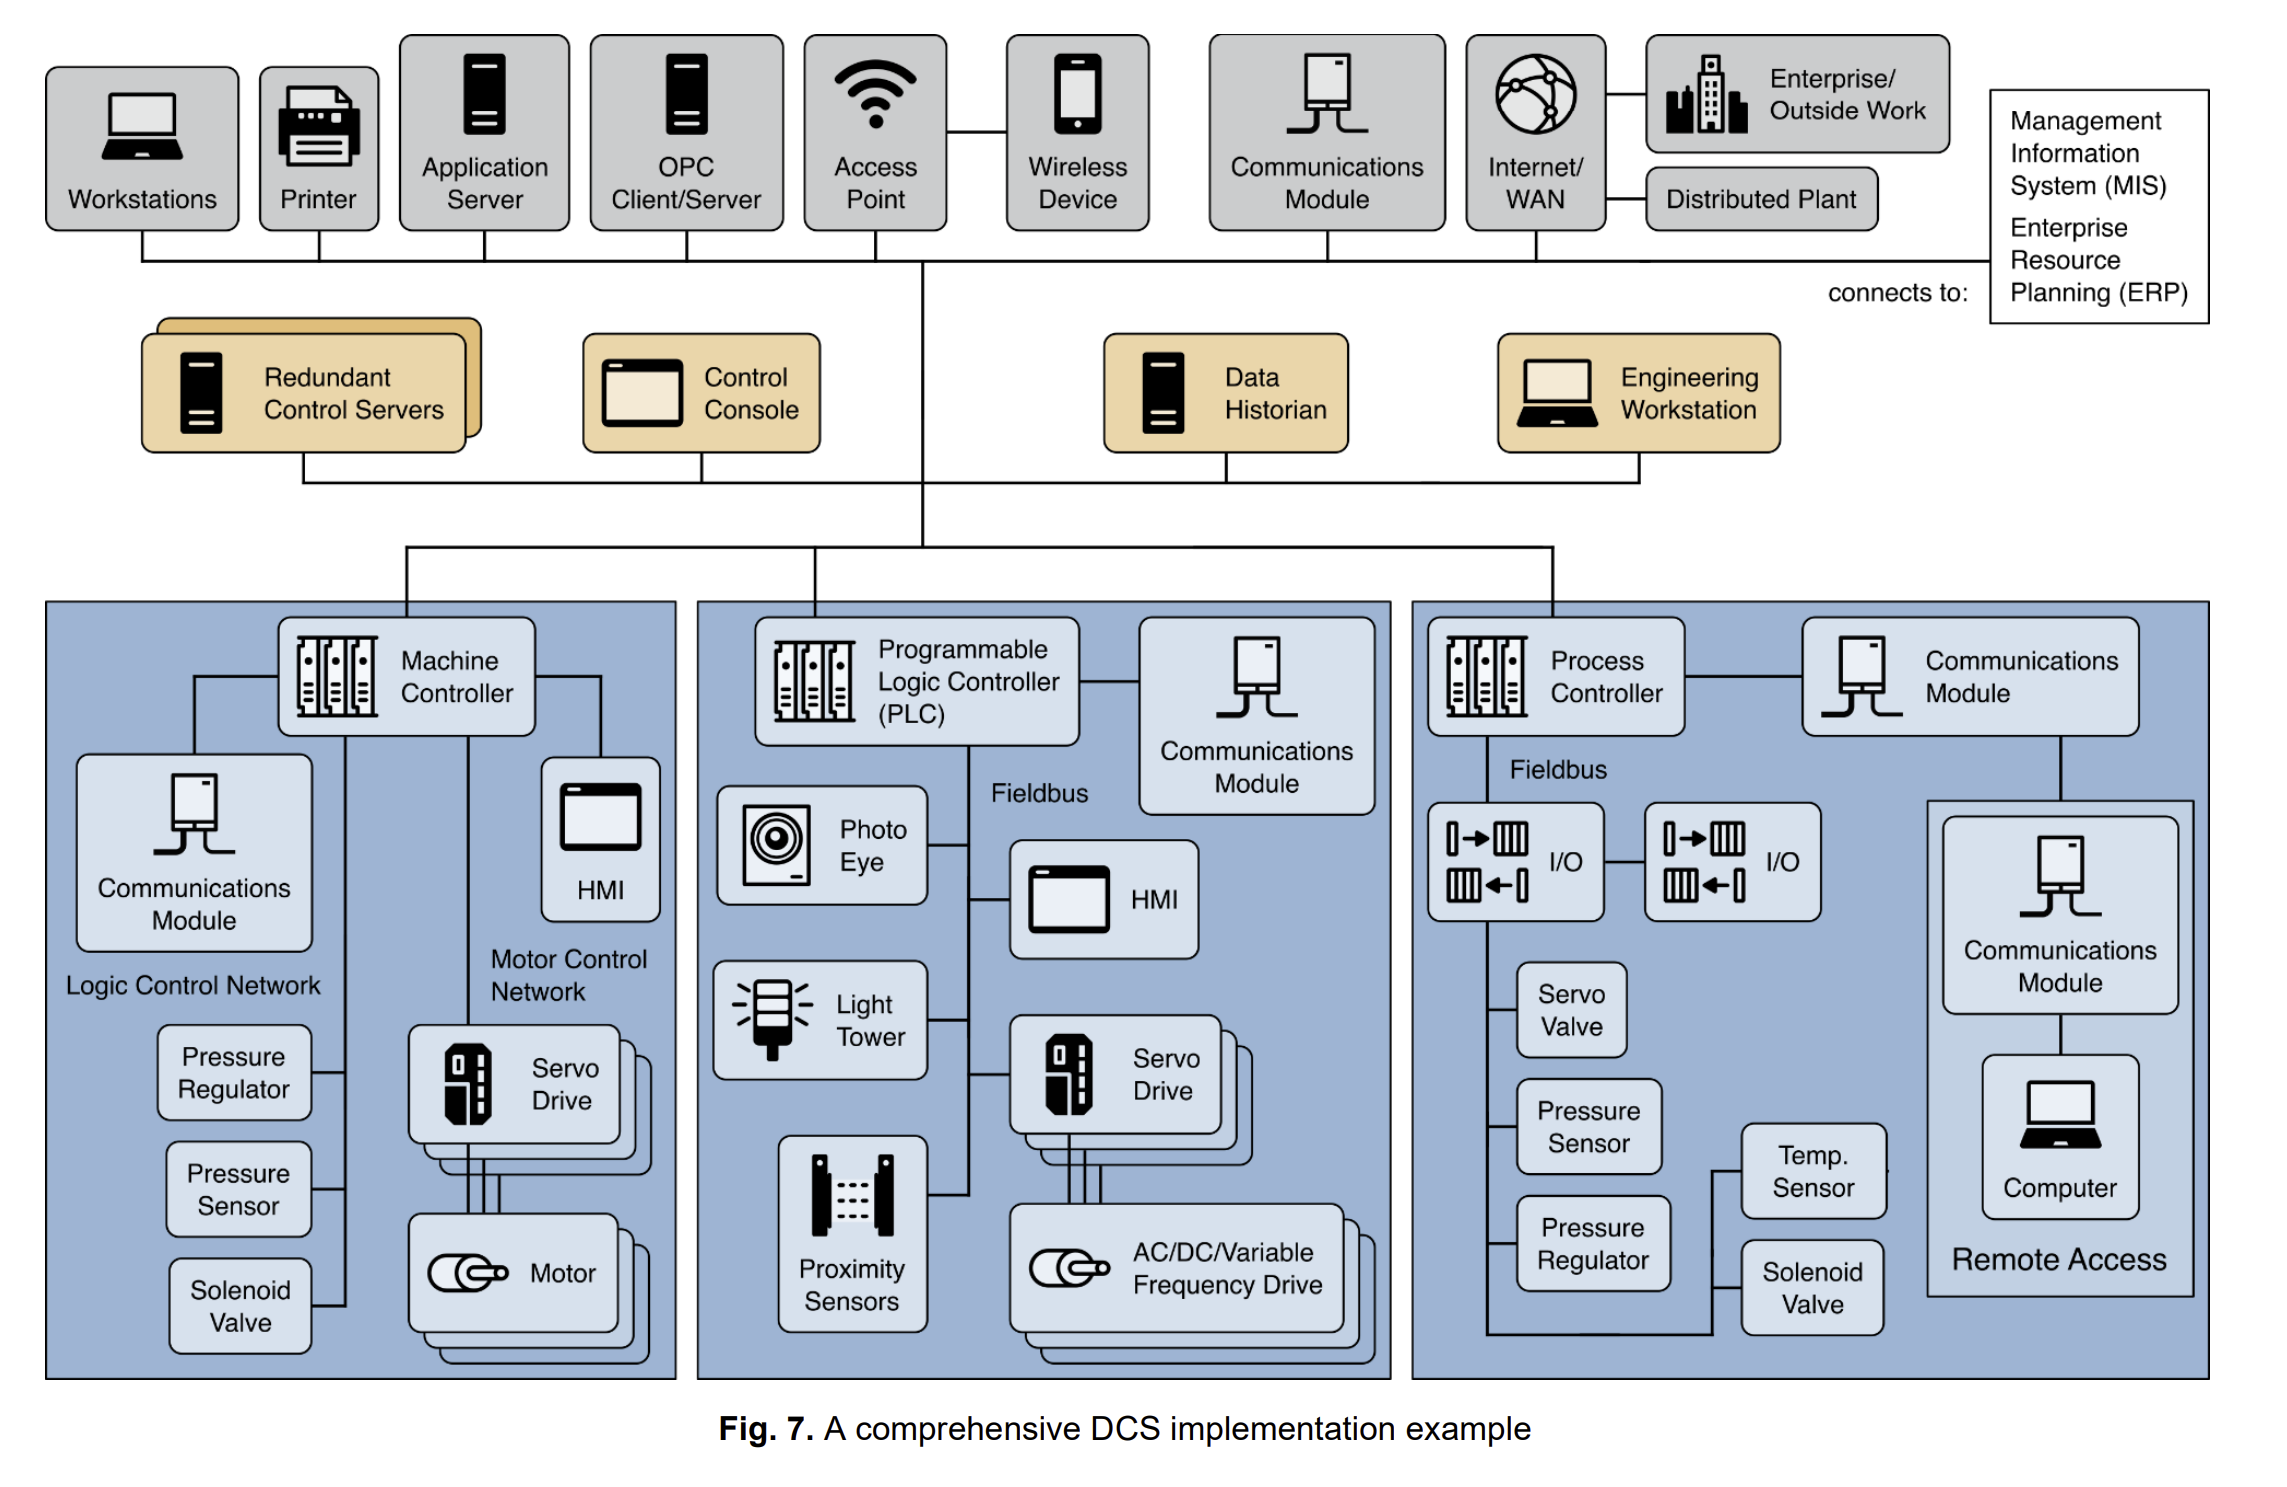 Workstations
Printer
Application
Server
OPC
Client/Server
Access
Point
Wireless
Device
Communications
Module
Internet/
WAN
Enterprise/
Outside Work
Distributed Plant
Management
Information
System (MIS)
Enterprise
Resource
Planning (ERP)
connects to:
Redundant
Control Servers
Control
Console
Data
Historian
Engineering
Workstation
Machine
Controller
Communications
Module
HMI
Logic Control Network
Motor Control
Network
Pressure
Regulator
Pressure
Sensor
Solenoid
Valve
Servo
Drive
Motor
Programmable
Logic Controller
(PLC)
Communications
Module
Fieldbus
Photo
Eye
HMI
Light
Tower
Servo
Drive
Proximity
Sensors
AC/DC/Variable
Frequency Drive
Process
Controller
Communications
Module
Fieldbus
I/O
I/O
Servo
Valve
Pressure
Sensor
Pressure
Regulator
Temp.
Sensor
Solenoid
Valve
Communications
Module
Computer
Remote Access
Fig. 7. A comprehensive DCS implementation example